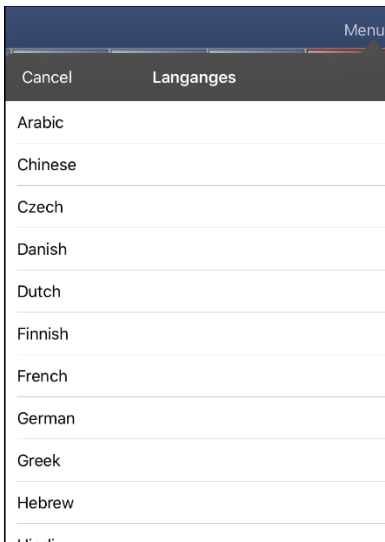 Menu
Cancel Langanges
Arabic
Chinese
Czech
Danish
Dutch
Finnish
French
German
Greek
Hebrew